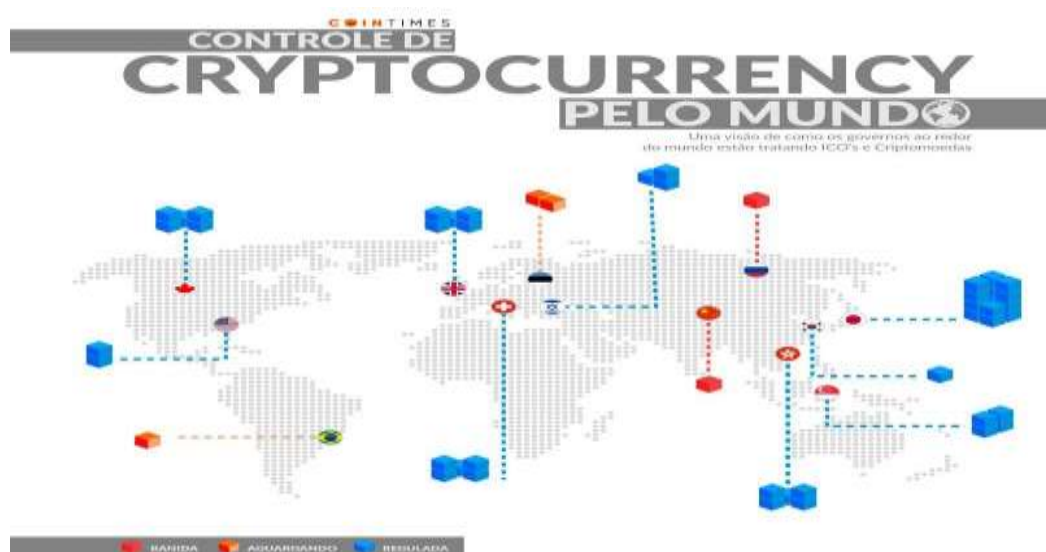 COINTIMES
CONTROLE DE
CRYPTOCURRENCY
PELO MUNDO
Uma visão de como os governos ao redor
do mundo estão tratando ICO's e Criptomoedas
BANIDA AGUARDANDO REGULADA